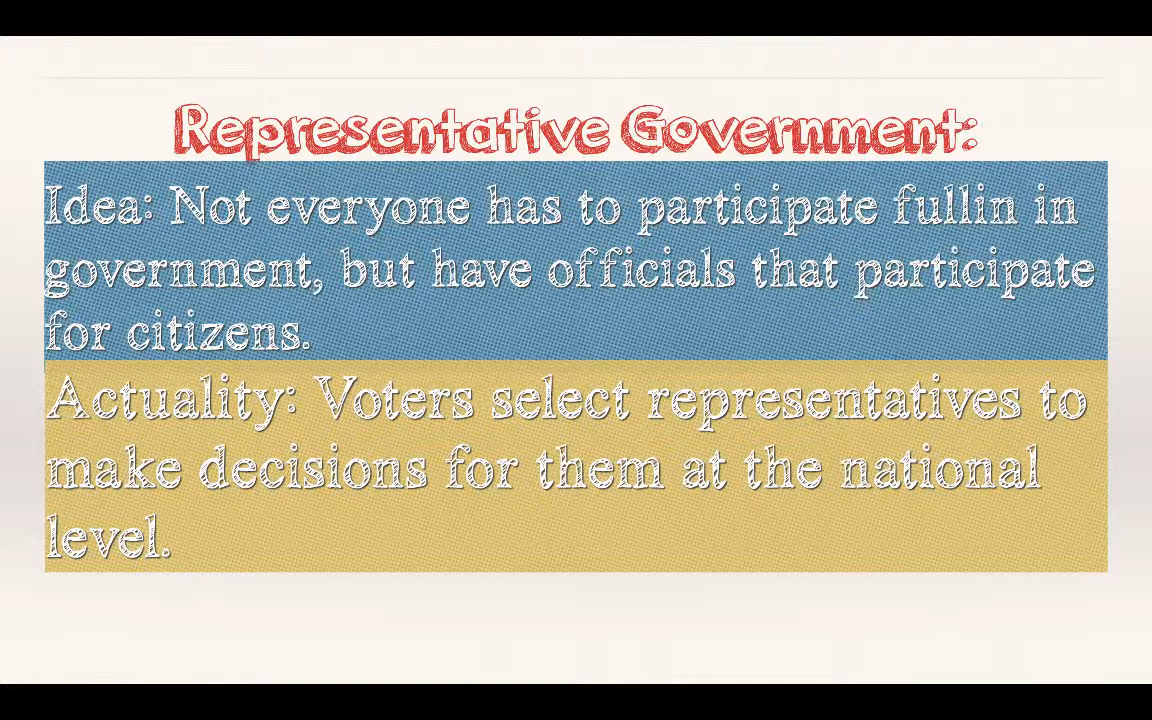 Representative Government:
Idea: Not everyone has to participate fullin in
government, but have officials that participate
for citizens.
Actuality: Voters select representatives to
make decisions for them at the national
level.